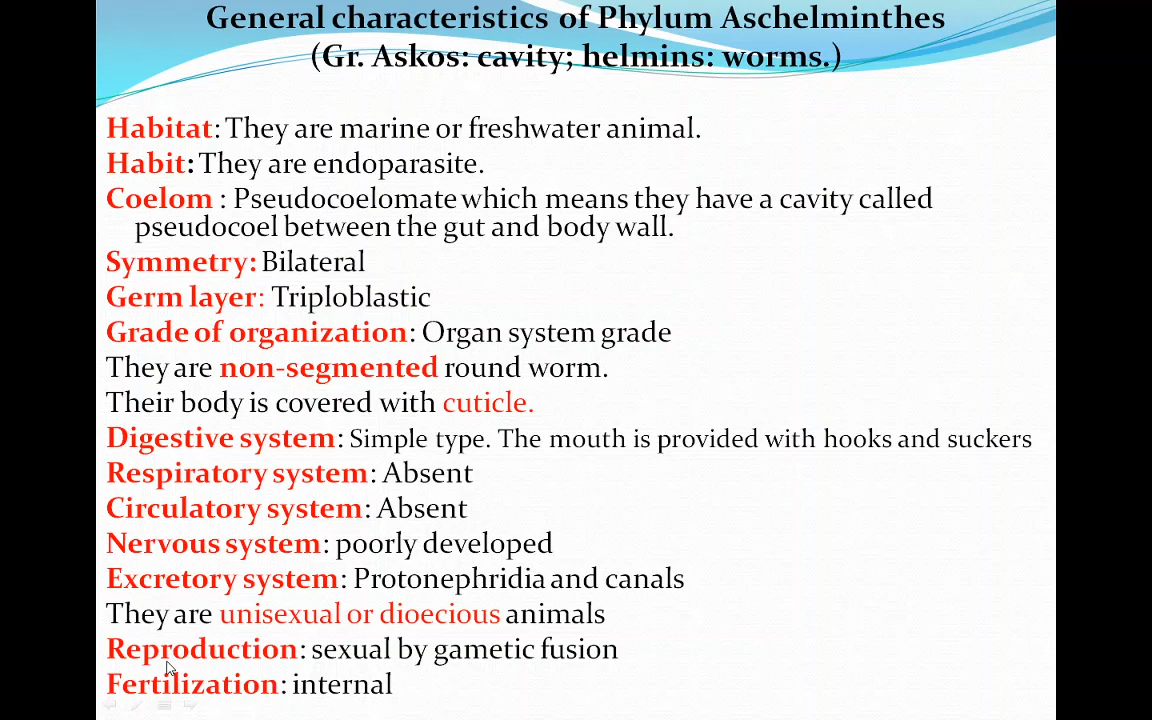 General characteristics of Phylum Aschelminthes
(Gr. Askos: cavity; helmins: worms.)
Habitat: They are marine or freshwater animal.
Habit: They are endoparasite.
Coelom : Pseudocoelomate which means they have a cavity called
pseudocoel between the gut and body wall.
Symmetry: Bilateral
Germ layer: Triploblastic
Grade of organization: Organ system grade
They are non-segmented round worm.
Their body is covered with cuticle.
Digestive system: Simple type. The mouth is provided with hooks and suckers
Respiratory system: Absent
Circulatory system: Absent
Nervous system: poorly developed
Excretory system: Protonephridia and canals
They are unisexual or dioecious animals
Reproduction: sexual by gametic fusion
Fertilization: internal